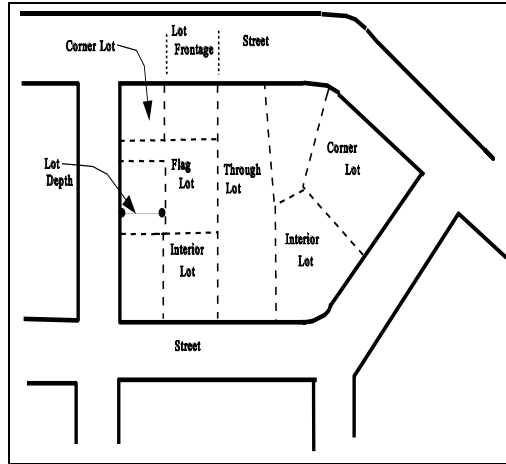 Lot
Frontage
Street
Corner Lot
Corner
Lot
Lot
Depth
Flag
Lot
Through
Lot
Interior
Lot
Interior
Lot
Street